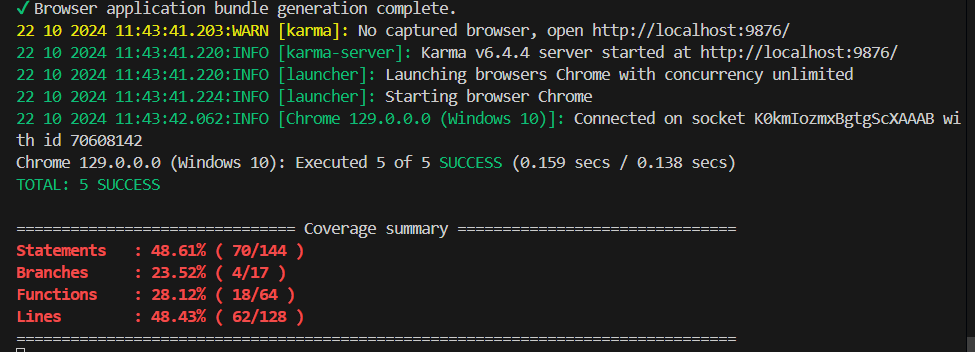 ✓ Browser application bundle generation complete.
22 10 2024 11:43:41.203:WARN [karma]: No captured browser, open http://localhost:9876/
22 10 2024 11:43:41.220:INFO [karma-server]: Karma v6.4.4 server started at http://localhost:9876/
22 10 2024 11:43:41.220:INFO [launcher]: Launching browsers Chrome with concurrency unlimited
22 10 2024 11:43:41.224:INFO [launcher]: Starting browser Chrome
22 10 2024 11:43:42.062:INFO [Chrome 129.0.0.0 (Windows 10)]: Connected on socket K0kmIozmxBgtgScXAAAB wi
th id 70608142
Chrome 129.0.0.0 (Windows 10): Executed 5 of 5 SUCCESS (0.159 secs / 0.138 secs)
TOTAL: 5 SUCCESS
=============================== Coverage summary ===============================
Statements   : 48.61% ( 70/144 )
Branches     : 23.52% ( 4/17 )
Functions    : 28.12% ( 18/64 )
Lines        : 48.43% ( 62/128 )
================================================================================